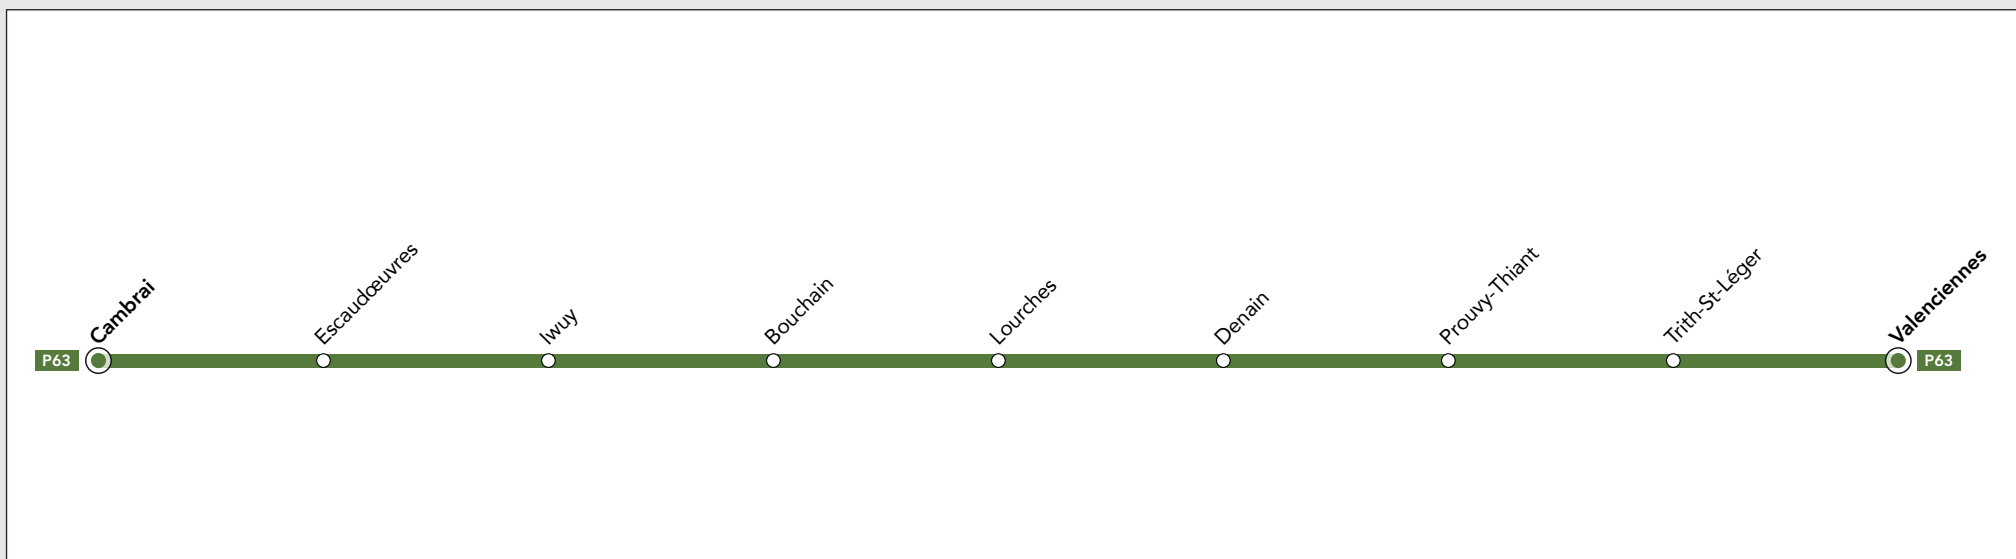 P63
Cambrai
Escaudœuvres
Iwuy
Bouchain
Lourches
Denain
Prouvy-Thiant
Trith-St-Léger
Valenciennes
P63